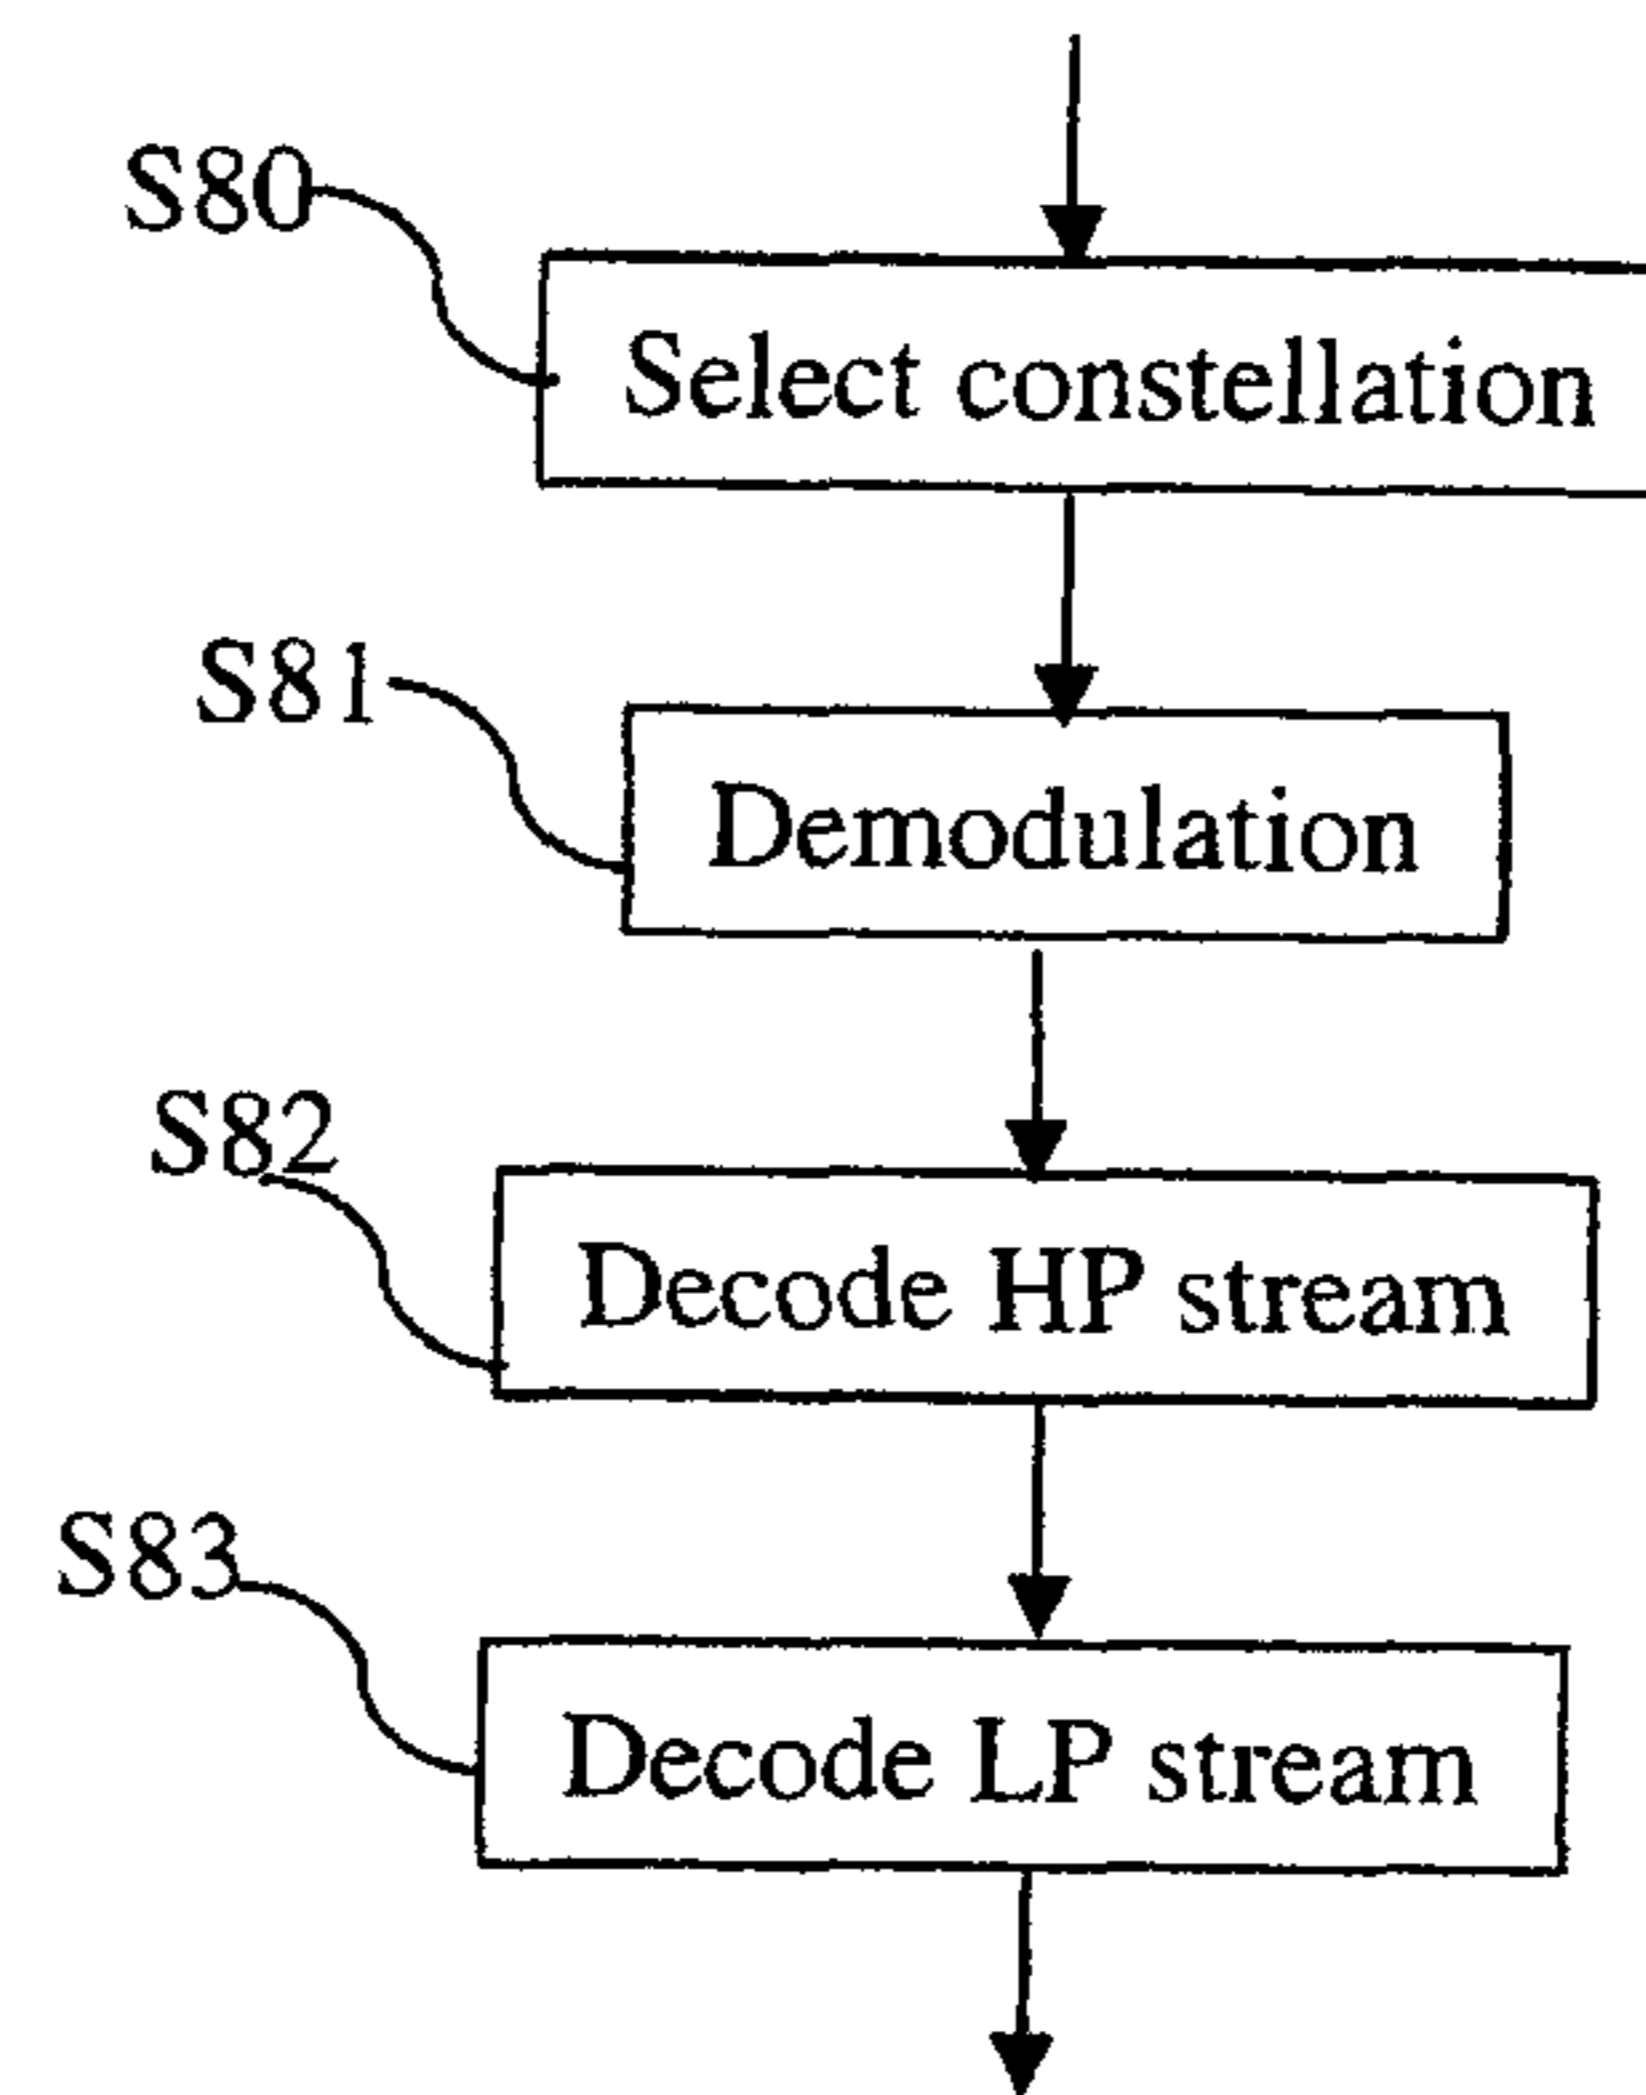 S80
Select constellation
S81
Demodulation
S82
Decode HP stream
S83
Decode LP stream